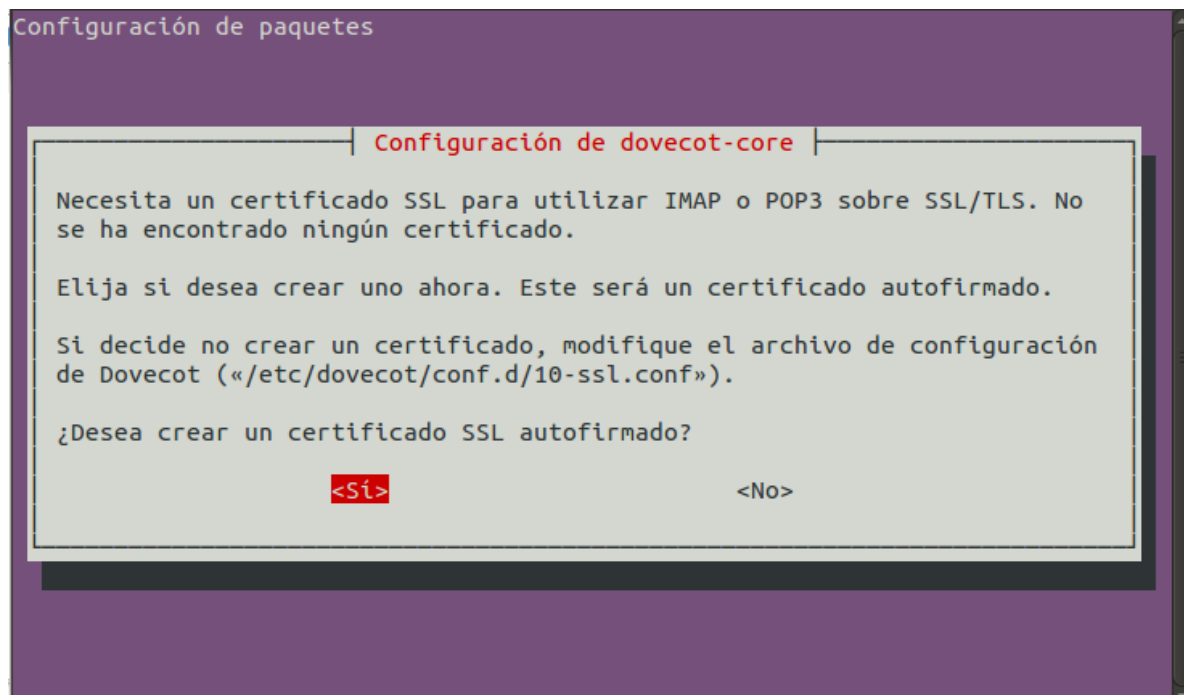 Configuración de paquetes
Configuración de dovecot-core
Necesita un certificado SSL para utilizar IMAP o POP3 sobre SSL/TLS. No
se ha encontrado ningún certificado.
Elija si desea crear uno ahora. Este será un certificado autofirmado.
Si decide no crear un certificado, modifique el archivo de configuración
de Dovecot («/etc/dovecot/conf.d/10-ssl.conf»).
¿Desea crear un certificado SSL autofirmado?
<Sí> <No>